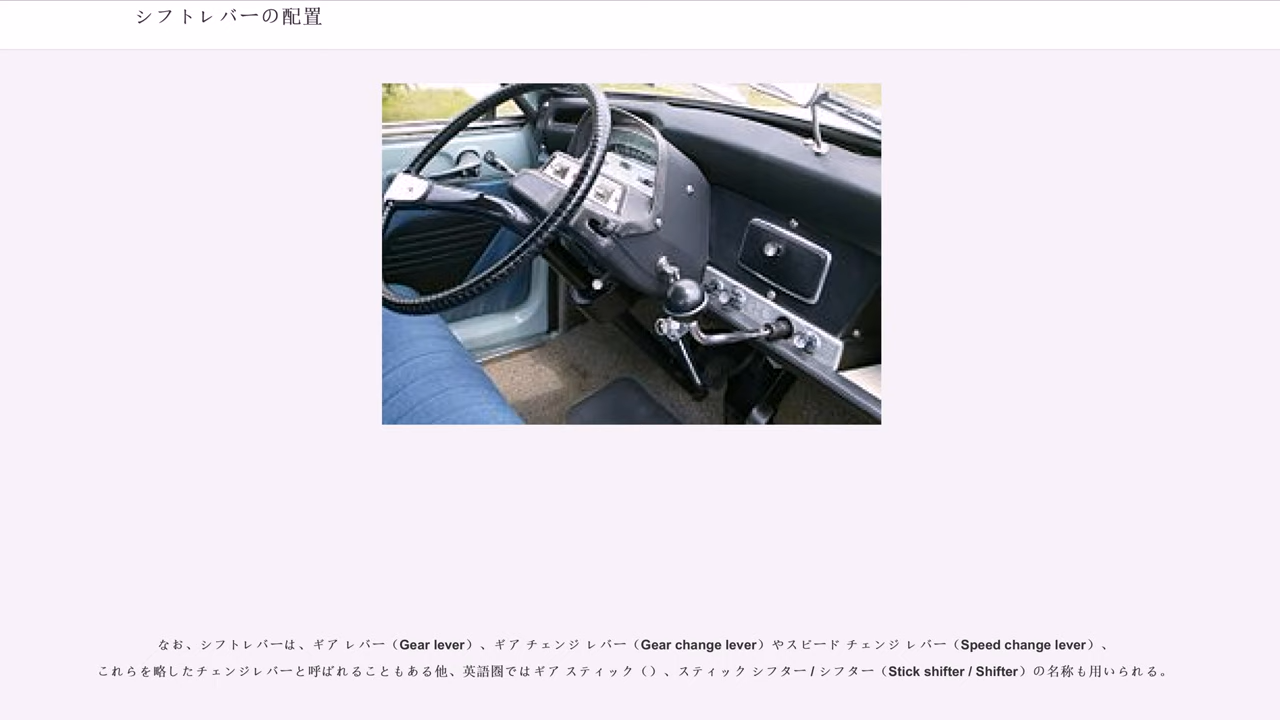 シフトレバーの配置
なお、シフトレバーは、ギア レバー（Gear lever）、ギア チェンジ レバー（Gear change lever）やスピード チェンジ レバー（Speed change lever）、
これらを略したチェンジレバーと呼ばれることもある他、英語圏ではギア スティック（）、スティック シフター / シフター（Stick shifter / Shifter）の名称も用いられる。